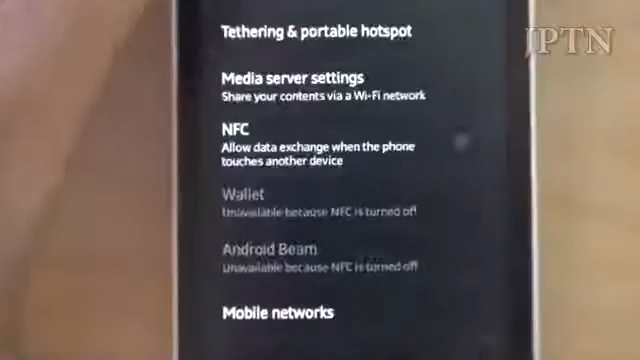 JPTN
Tethering & portable hotspot
Media server settings
Share your contents via a Wi-Fi network
NFC
Allow data exchange when the phone
touches another device
Wallet
Unavailable because NFC is turned off
Android Beam
Unavailable because NFC is turned off
Mobile networks